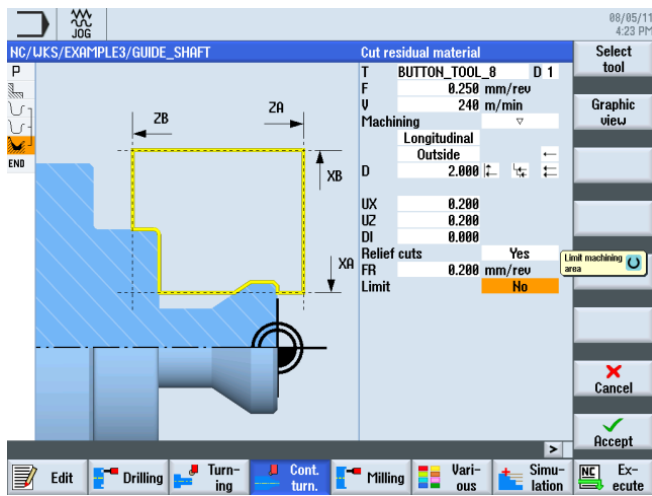 JOG
08/05/11
4:23 PM
NC/WKS/EXAMPLE3/GUIDE_SHAFT
Cut residual material
Select
tool
P
T BUTTON_TOOL_8 D 1
F 0.250 mm/rev
V 240 m/min
Graphic
view
Machining ▽
Longitudinal
Outside ←
END
ZB
ZA
XB
XA
D 2.000
UX 0.200
UZ 0.200
DI 0.000
Relief cuts Yes
FR 0.200 mm/rev
Limit No
Limit machining
area
Cancel
Accept
>
Edit
Drilling
Turn-
ing
Cont.
turn.
Milling
Vari-
ous
Simu-
lation
NC
Ex-
ecute